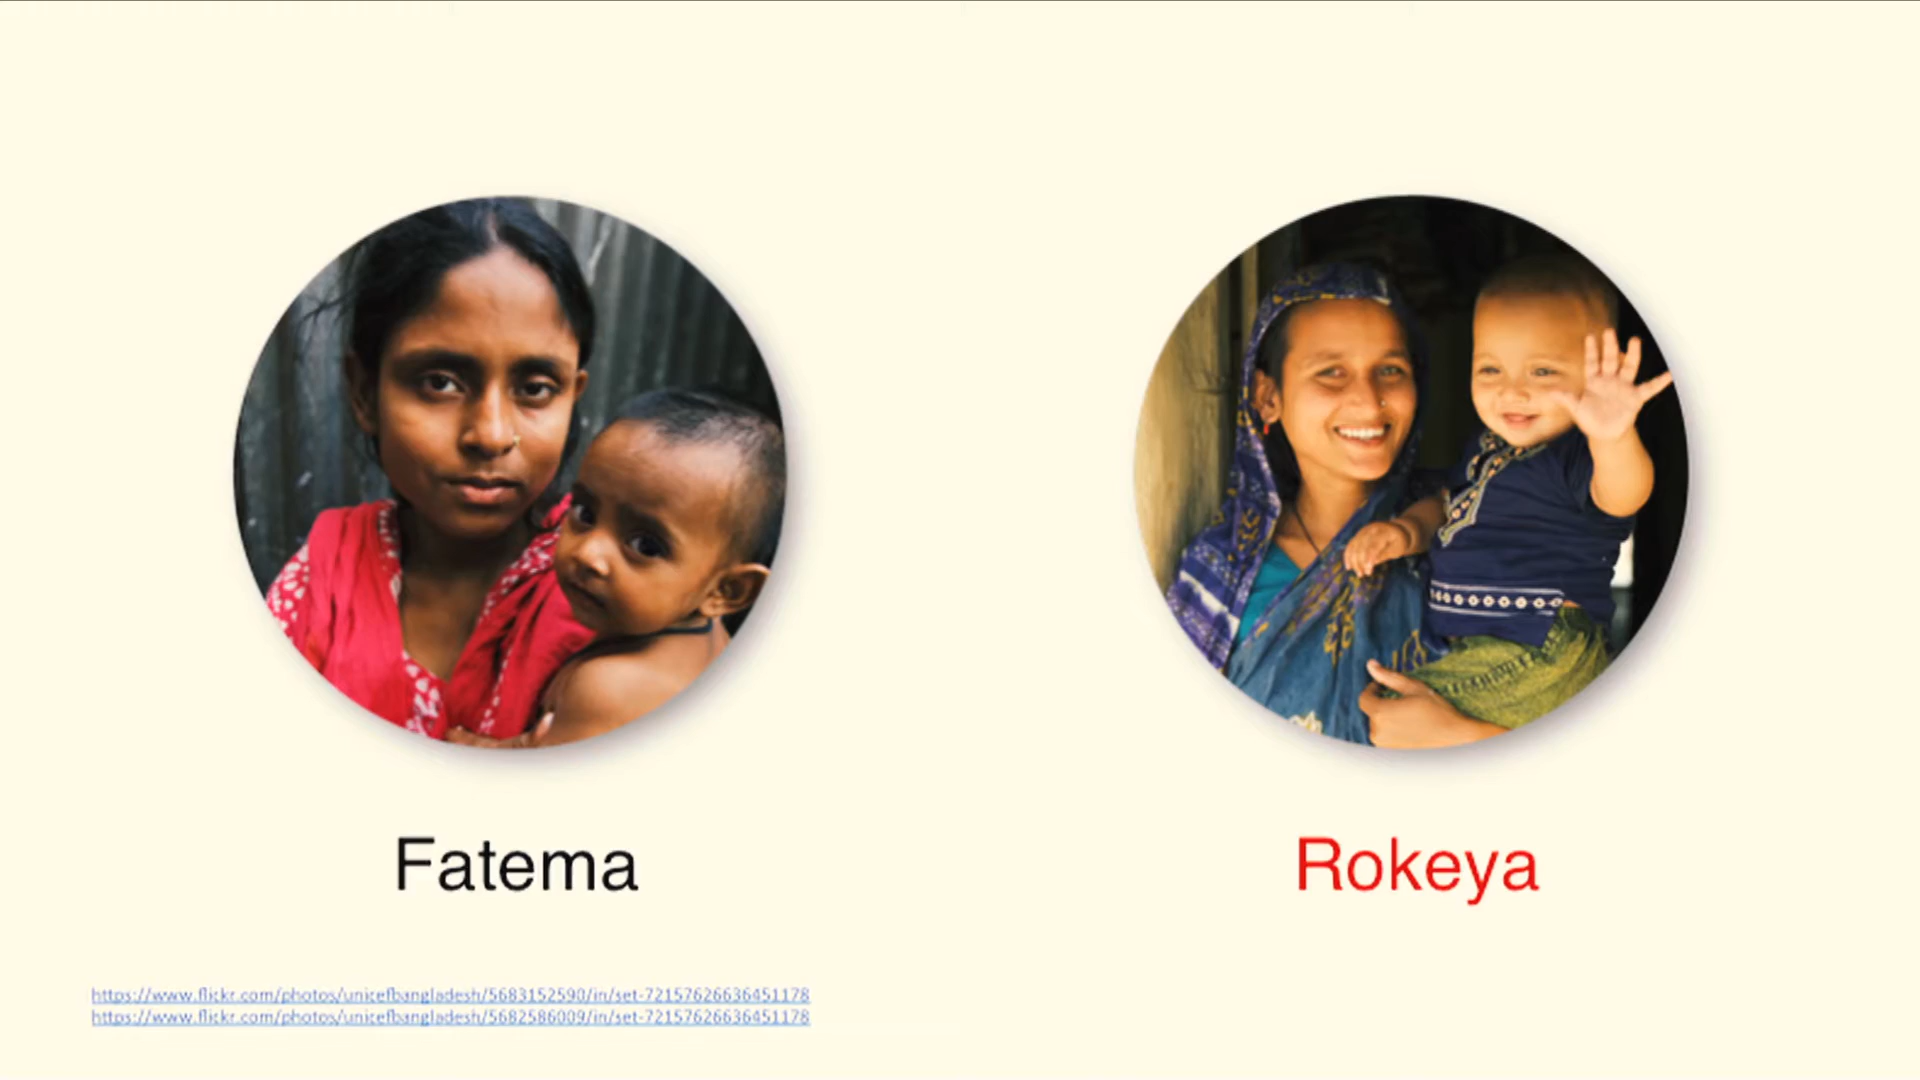 Fatema
Rokeya
https://www.flickr.com/photos/unicefbangladesh/5683152590/in/set-72157626636451178
https://www.flickr.com/photos/unicefbangladesh/5682586009/in/set-72157626636451178